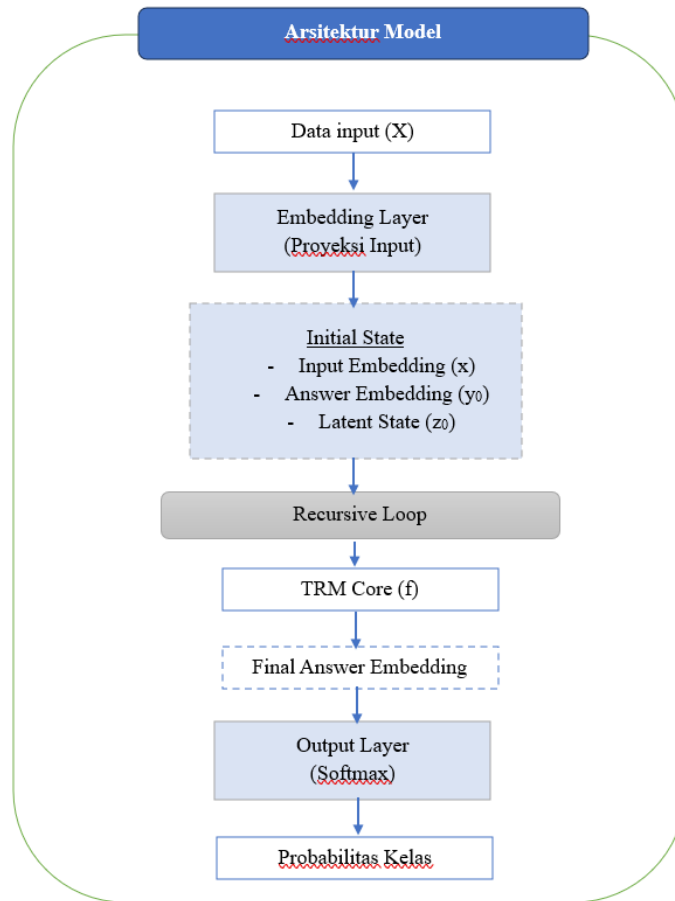 Arsitektur Model
Data input (X)
Embedding Layer
(Proyeksi Input)
Initial State
- Input Embedding (x)
- Answer Embedding (y₀)
- Latent State (z₀)
Recursive Loop
TRM Core (f)
Final Answer Embedding
Output Layer
(Softmax)
Probabilitas Kelas